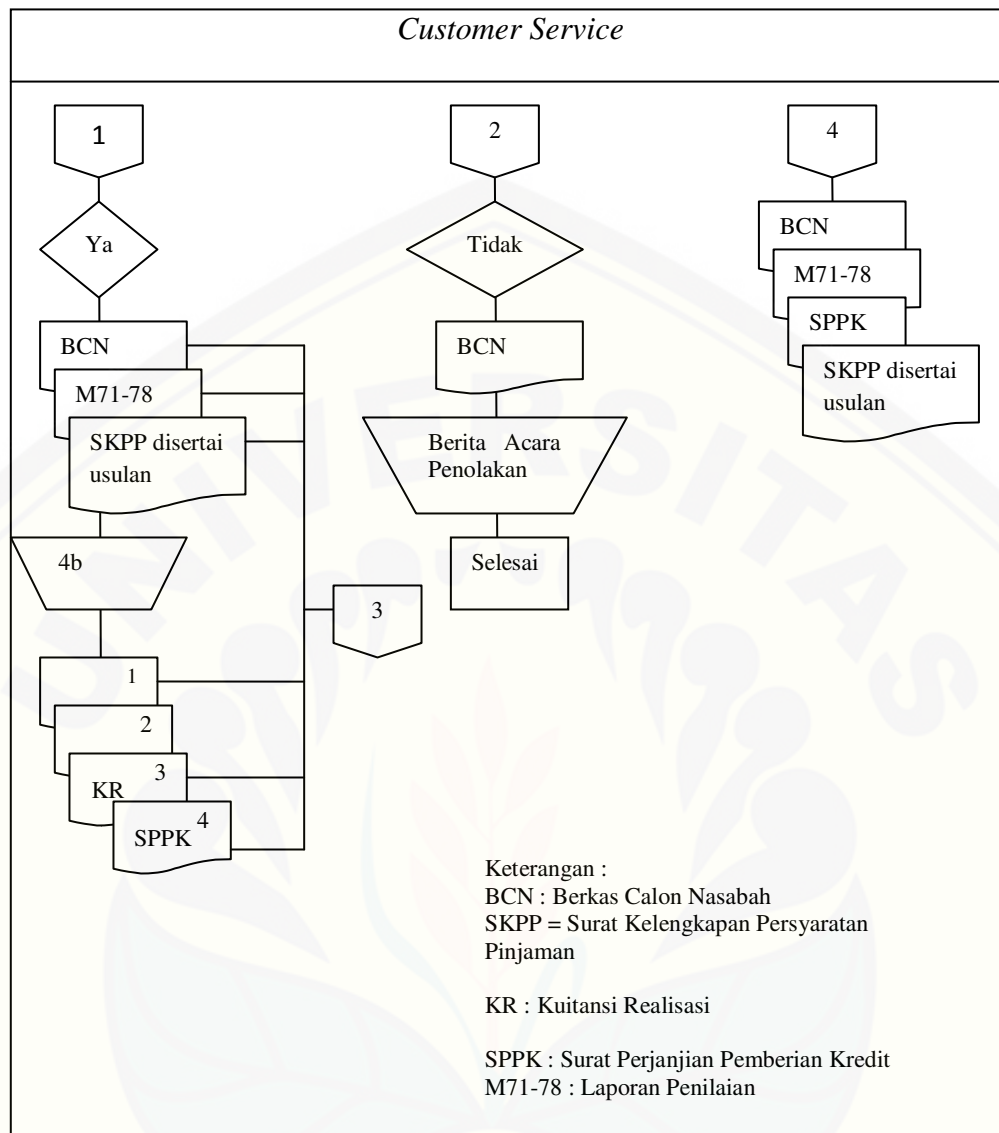 Customer Service
1
Ya
BCN
M71-78
SKPP disertai
usulan
4b
1
2
3
KR
4
SPPK
3
2
Tidak
BCN
Berita Acara
Penolakan
Selesai
4
BCN
M71-78
SPPK
SKPP disertai
usulan
Keterangan :
BCN : Berkas Calon Nasabah
SKPP = Surat Kelengkapan Persyaratan
Pinjaman
KR : Kuitansi Realisasi
SPPK : Surat Perjanjian Pemberian Kredit
M71-78 : Laporan Penilaian
UNIVERSITAS